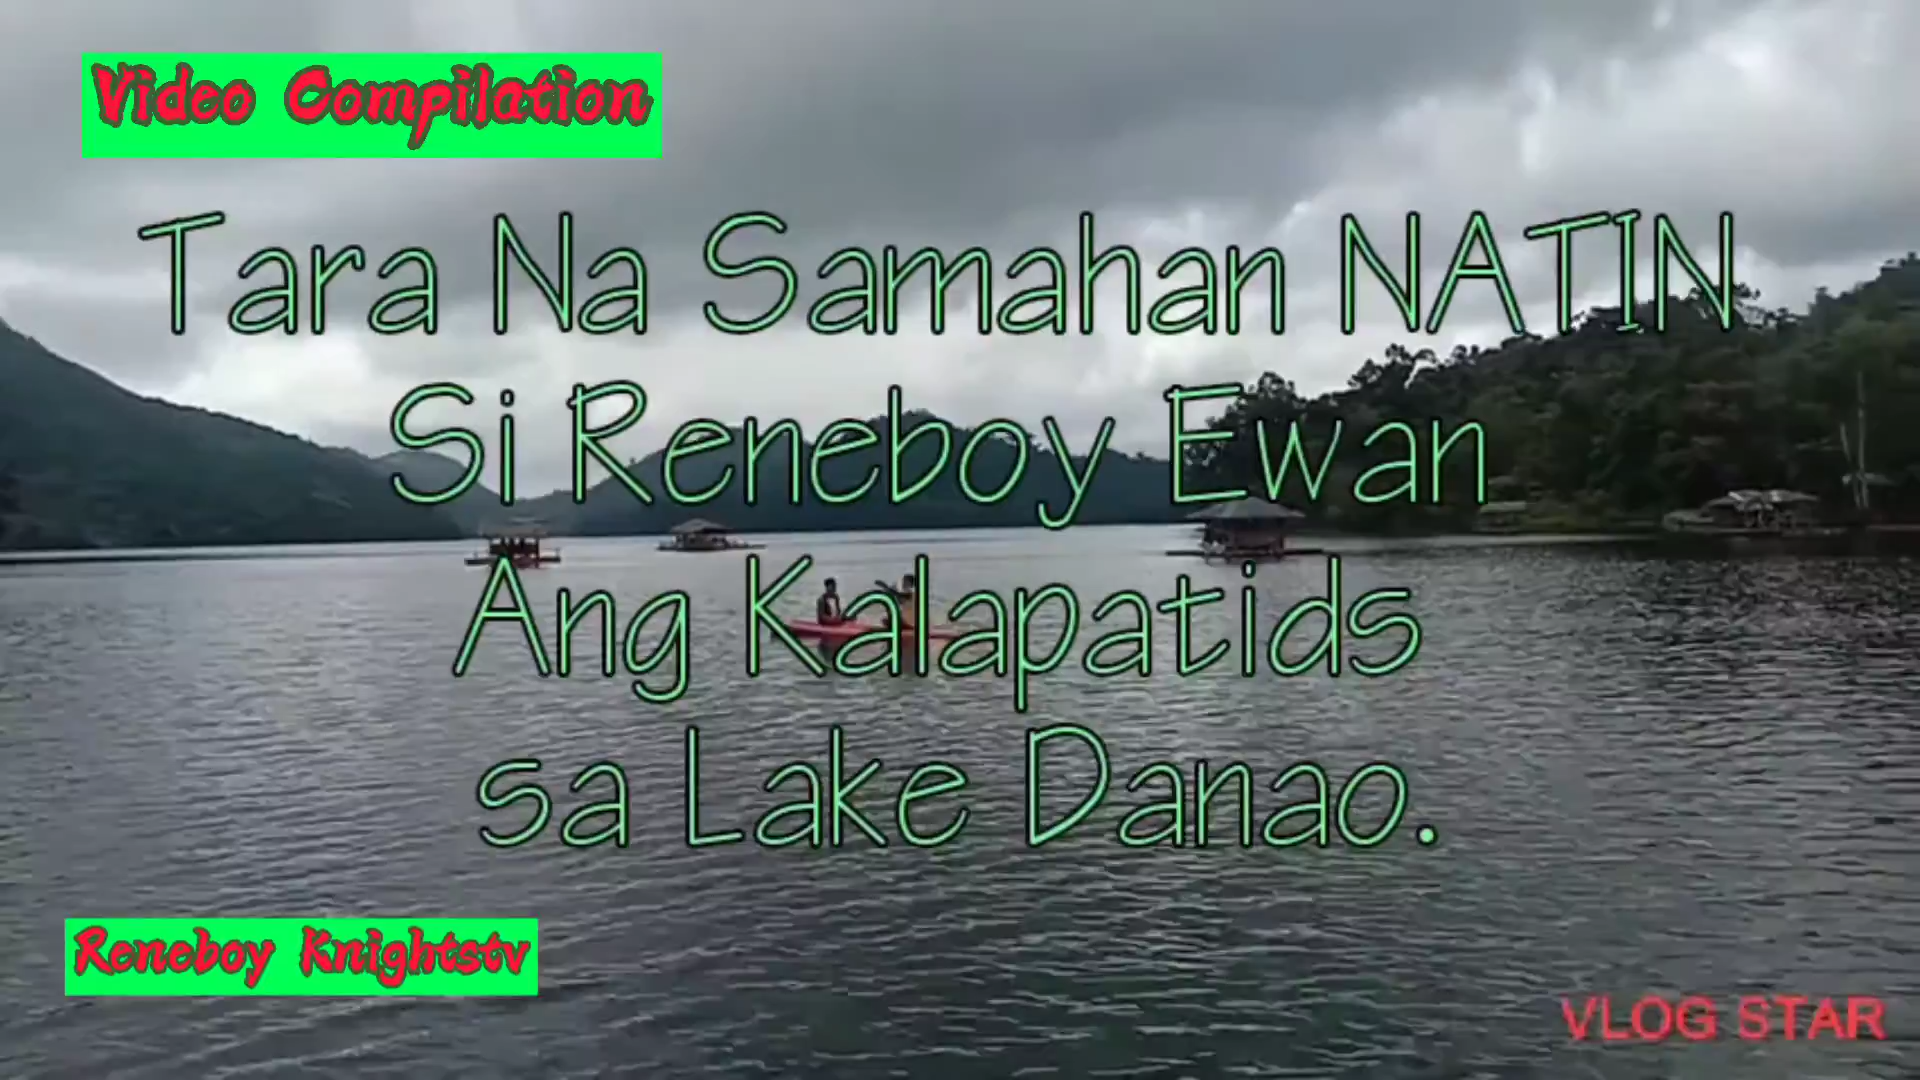 Video Compilation
Tara Na Samahan NATIN
Si Reneboy Ewan
Ang Kalapatids
sa Lake Danao.
Reneboy Knightstv
VLOG STAR